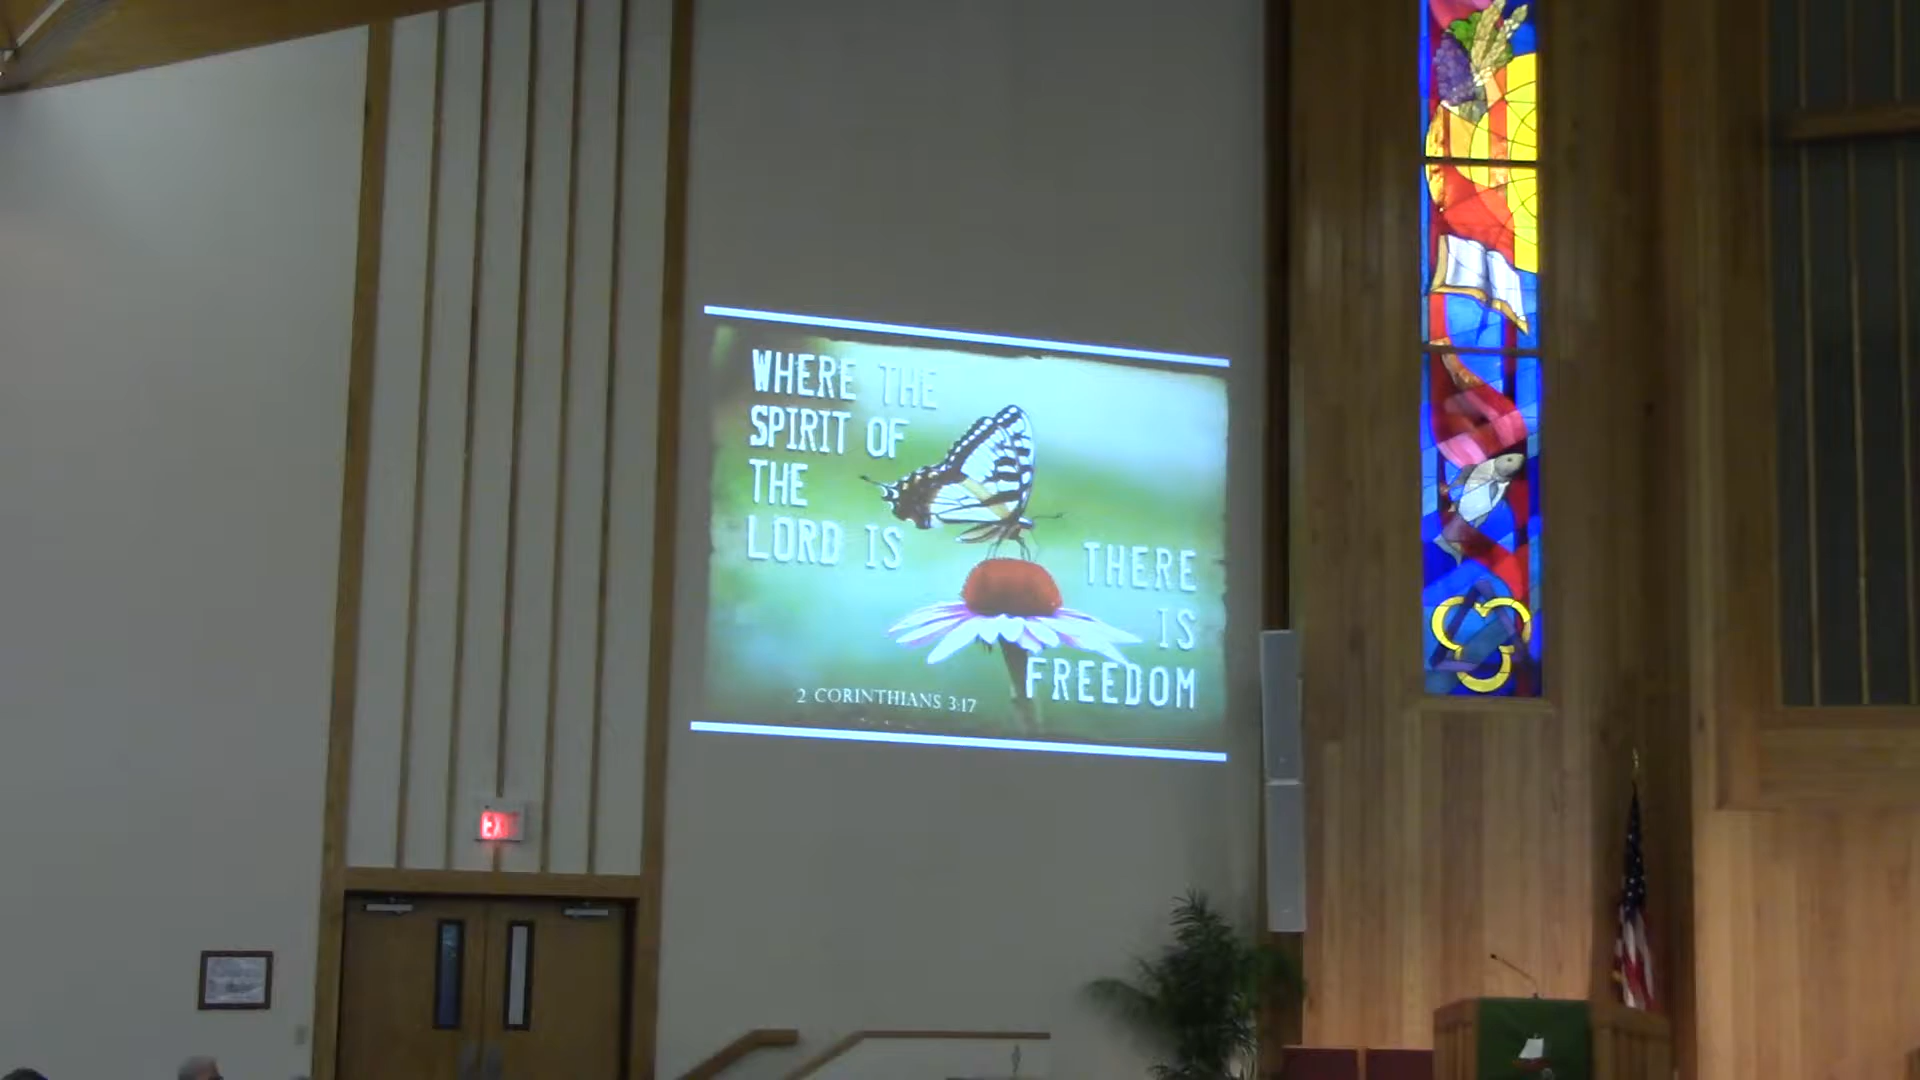 WHERE THE
SPIRIT OF
THE
LORD IS
THERE
IS
FREEDOM
2 CORINTHIANS 3:17
EXIT